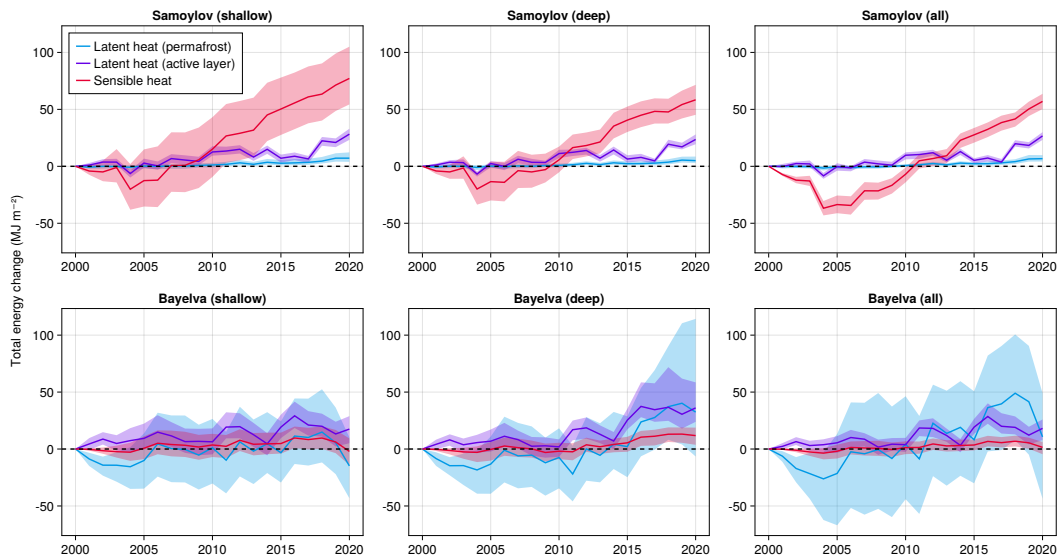 Samoylov (shallow)
Samoylov (deep)
Samoylov (all)
Latent heat (permafrost)
Latent heat (active layer)
Sensible heat
100
50
0
-50
2000 2005 2010 2015 2020
2000 2005 2010 2015 2020
2000 2005 2010 2015 2020
Total energy change (MJ m⁻²)
Bayelva (shallow)
Bayelva (deep)
Bayelva (all)
100
50
0
-50
100
50
0
-50
100
50
0
-50
100
50
0
-50
100
50
0
-50
2000 2005 2010 2015 2020
2000 2005 2010 2015 2020
2000 2005 2010 2015 2020